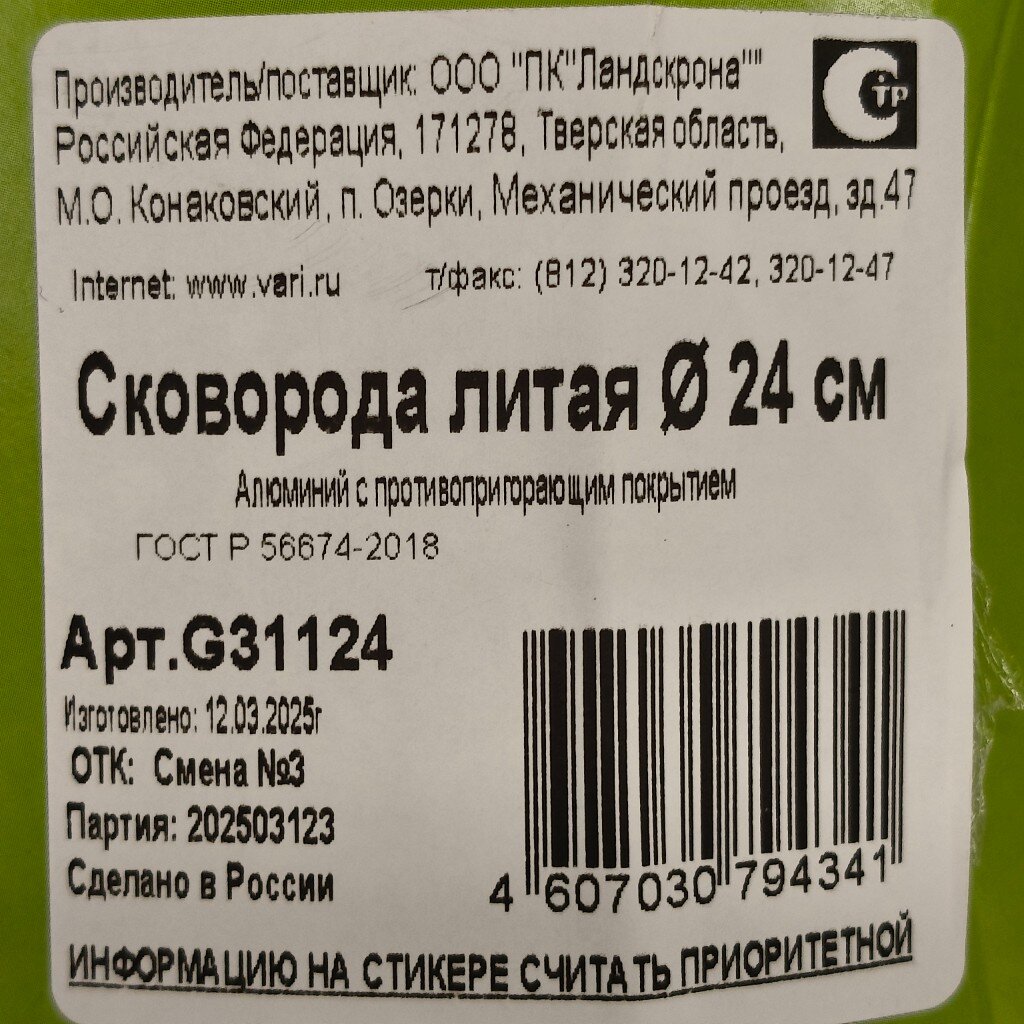 Производитель/поставщик: ООО "ПК"Ландскрона""
Российская Федерация, 171278, Тверская область,
М.О. Конаковский, п. Озерки, Механический проезд, зд.47
Internet: www.vari.ru т/факс: (812) 320-12-42, 320-12-47
Сковорода литая Ø 24 см
Алюминий с противопригорающим покрытием
ГОСТ Р 56674-2018
Арт.G31124
Изготовлено: 12.03.2025г
ОТК: Смена №3
Партия: 202503123
Сделано в России
4 607030 794341
ИНФОРМАЦИЮ НА СТИКЕРЕ СЧИТАТЬ ПРИОРИТЕТНОЙ